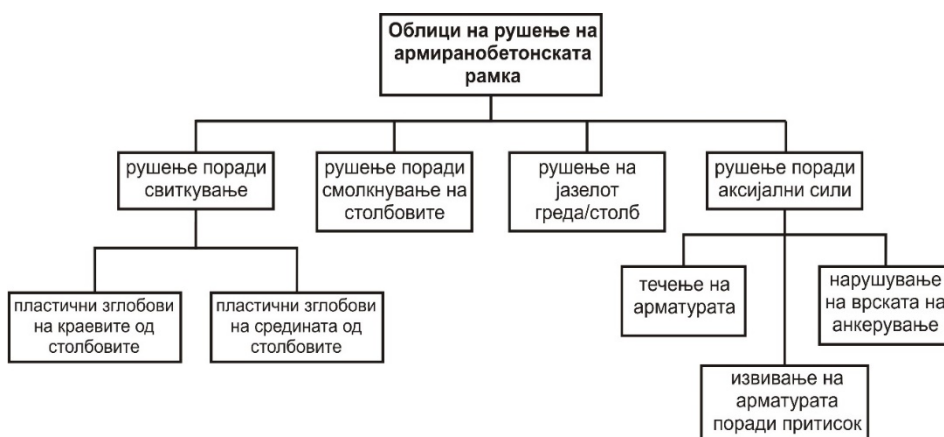 Облици на рушење на
армиранобетонската
рамка
рушење поради
свиткување
рушење поради
смолкнување на
столбовите
рушење на
јазелот
греда/столб
рушење поради
аксијални сили
пластични зглобови
на краевите од
столбовите
пластични зглобови
на средината од
столбовите
течење на
арматурата
нарушување
на врската на
анкерување
извивање на
арматурата
поради притисок